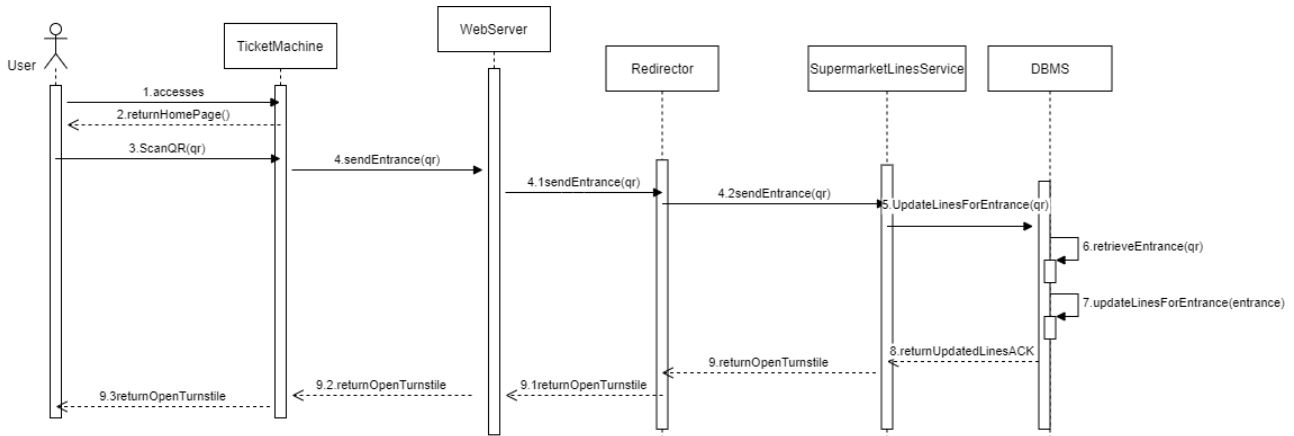 WebServer
TicketMachine
User
Redirector
SupermarketLinesService
DBMS
1.accesses
2.returnHomePage()
3.ScanQR(qr)
4.sendEntrance(qr)
4.1sendEntrance(qr)
4.2sendEntrance(qr)
5.UpdateLinesForEntrance(qr)
6.retrieveEntrance(qr)
7.updateLinesForEntrance(entrance)
8.returnUpdatedLinesACK
9.returnOpenTurnstile
9.1returnOpenTurnstile
9.2.returnOpenTurnstile
9.3returnOpenTurnstile